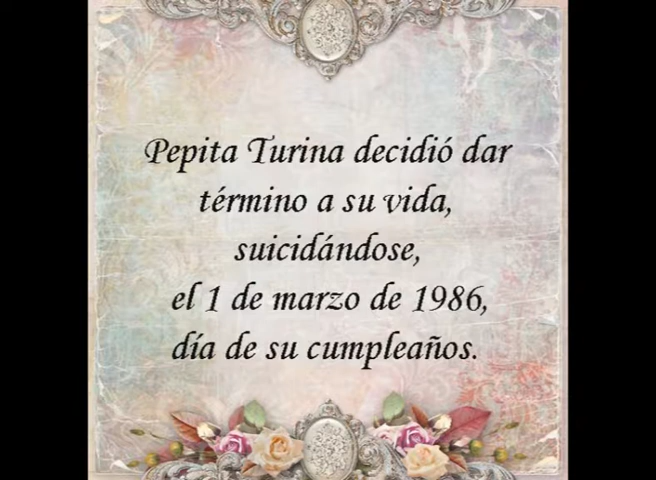 Pepita Turina decidió dar
término a su vida,
suicidándose,
el 1 de marzo de 1986,
día de su cumpleaños.